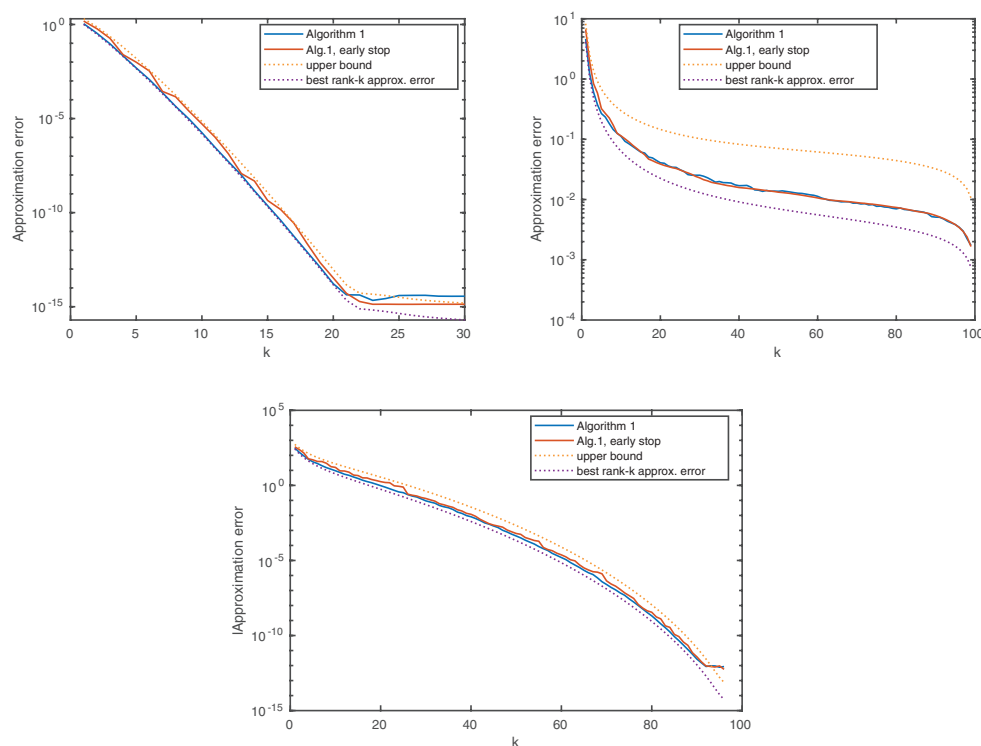 10^0
10^-5
10^-10
10^-15
Approximation error
0
5
10
15
20
25
30
k
Algorithm 1
Alg.1, early stop
upper bound
best rank-k approx. error
10^1
10^0
10^-1
10^-2
10^-3
10^-4
Approximation error
0
20
40
60
80
100
k
Algorithm 1
Alg.1, early stop
upper bound
best rank-k approx. error
10^5
10^0
10^-5
10^-10
10^-15
lApproximation error
0
20
40
60
80
100
k
Algorithm 1
Alg.1, early stop
upper bound
best rank-k approx. error